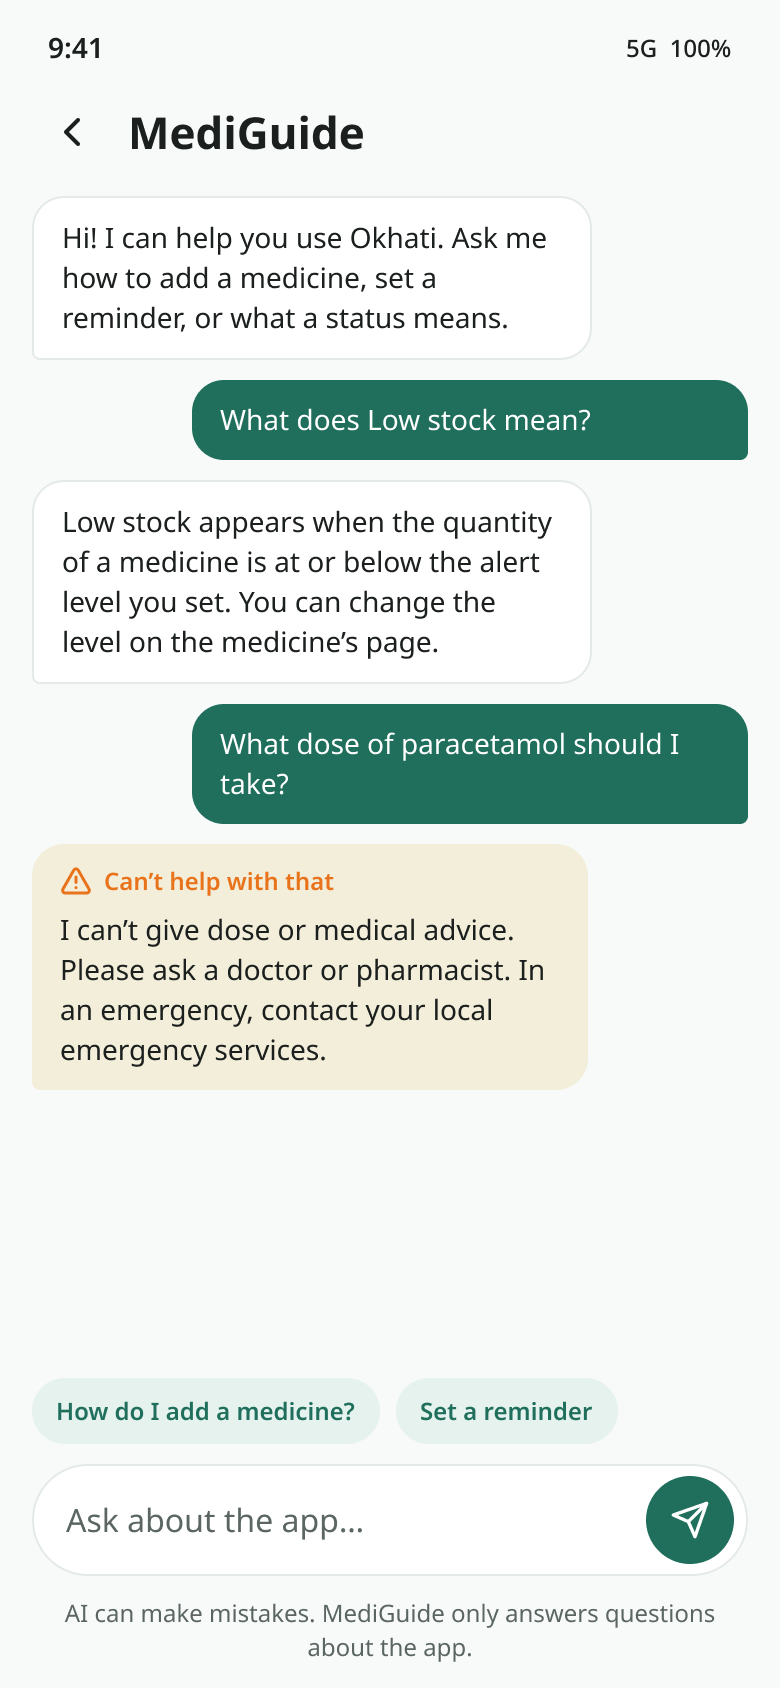 9:41
5G 100%
MediGuide
Hi! I can help you use Okhati. Ask me
how to add a medicine, set a
reminder, or what a status means.
What does Low stock mean?
Low stock appears when the quantity
of a medicine is at or below the alert
level you set. You can change the
level on the medicine’s page.
What dose of paracetamol should I
take?
Can’t help with that
I can’t give dose or medical advice.
Please ask a doctor or pharmacist. In
an emergency, contact your local
emergency services.
How do I add a medicine?
Set a reminder
Ask about the app...
AI can make mistakes. MediGuide only answers questions
about the app.